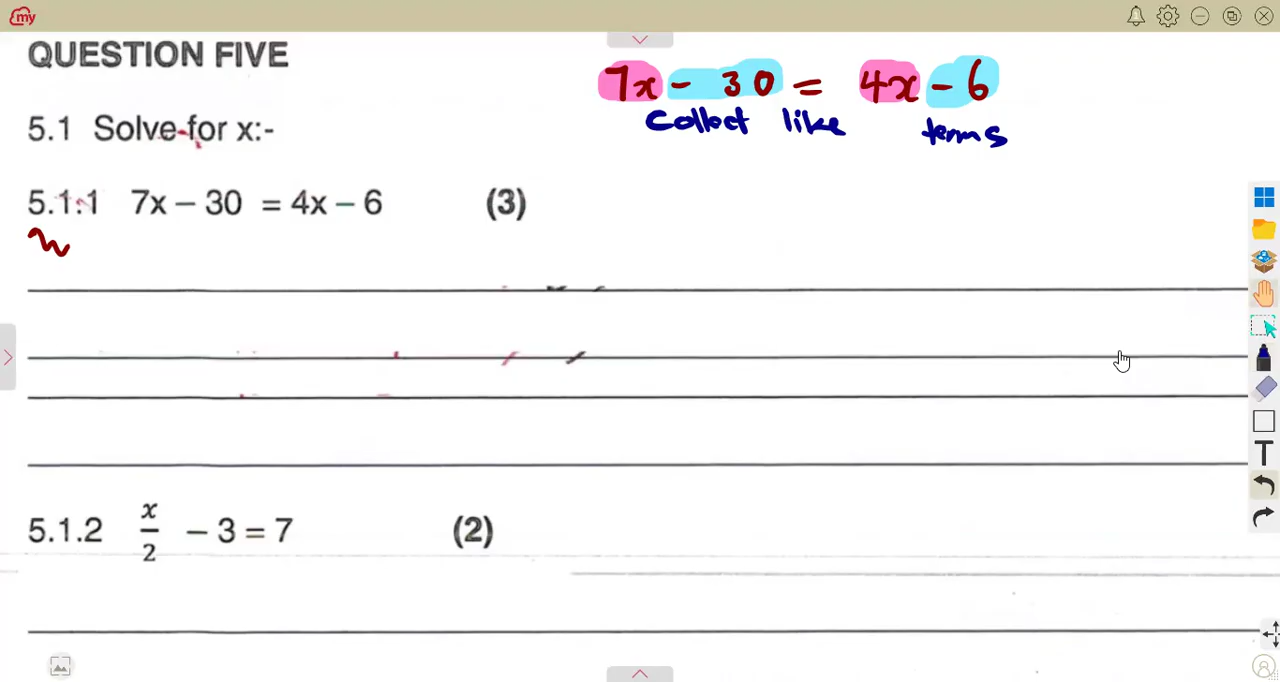 my
QUESTION FIVE
7x - 30 = 4x - 6
collect like terms
5.1 Solve for x:-
5.1.1 7x – 30 = 4x – 6 (3)
5.1.2 x/2 – 3 = 7 (2)
T